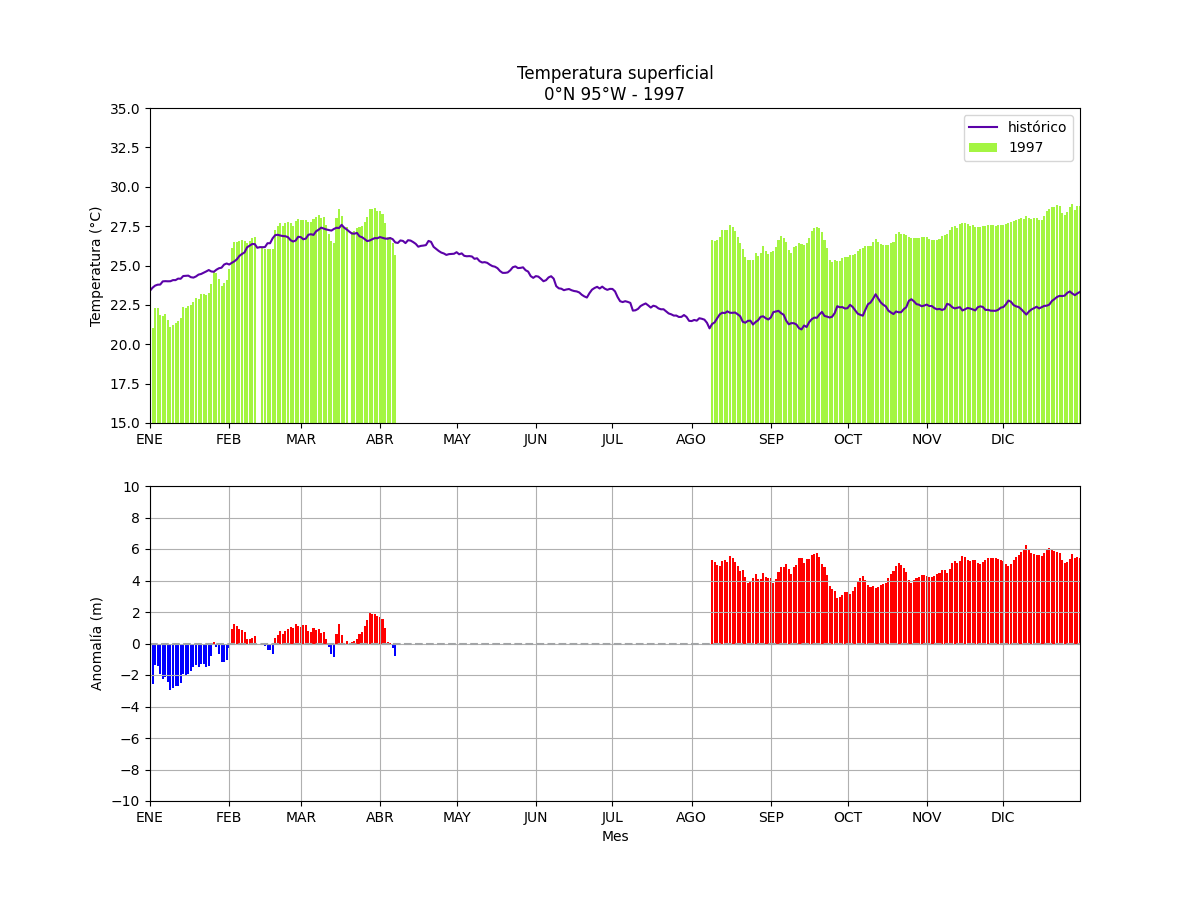 Temperatura superficial
0°N 95°W - 1997
35.0
32.5
30.0
27.5
25.0
22.5
20.0
17.5
15.0
Temperatura (°C)
histórico
1997
ENE FEB MAR ABR MAY JUN JUL AGO SEP OCT NOV DIC
10
8
6
4
2
0
−2
−4
−6
−8
−10
Anomalía (m)
ENE FEB MAR ABR MAY JUN JUL AGO SEP OCT NOV DIC
Mes